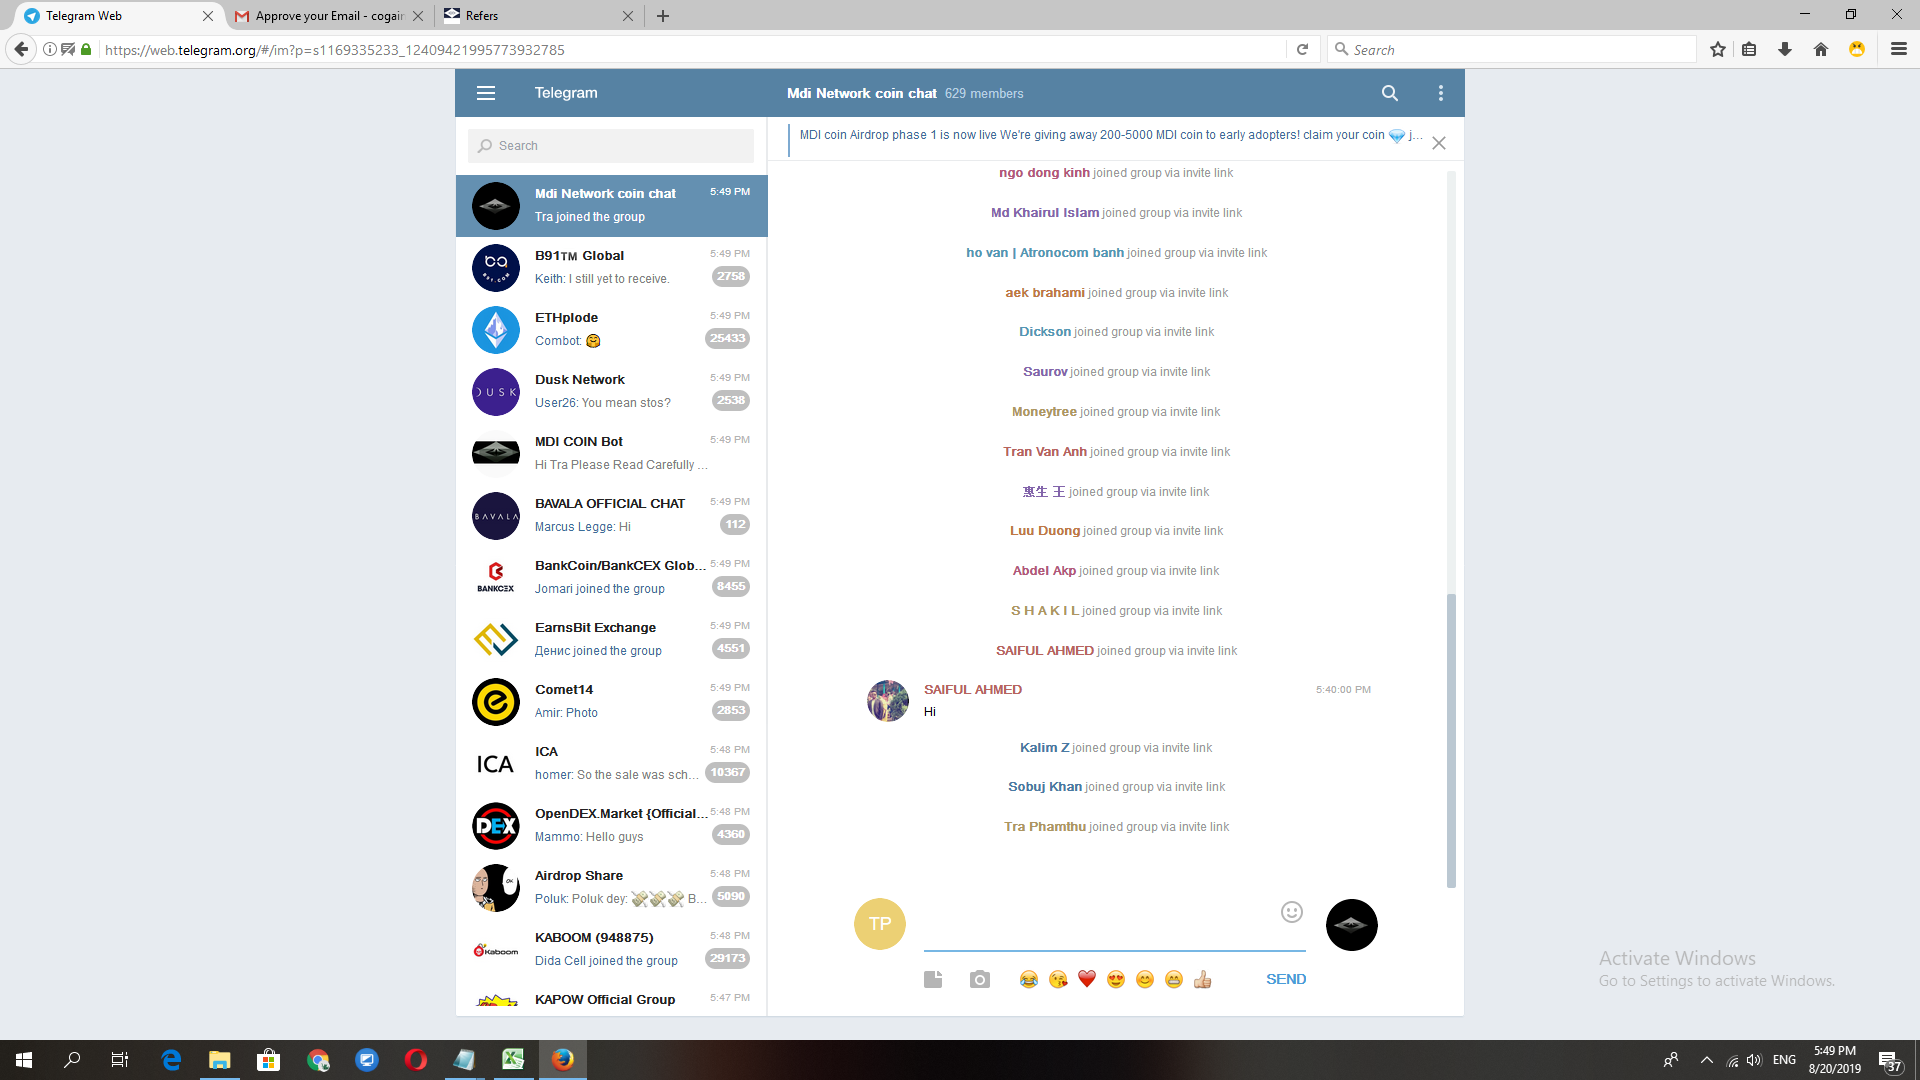 Telegram Web
Approve your Email - cogain
Refers
https://web.telegram.org/#/im?p=s1169335233_12409421995773932785
Search
Telegram
Mdi Network coin chat 629 members
Search
MDI coin Airdrop phase 1 is now live We're giving away 200-5000 MDI coin to early adopters! claim your coin 💎 j...
Mdi Network coin chat 5:49 PM
Tra joined the group
B91™ Global 5:49 PM
Keith: I still yet to receive. 2758
ETHplode 5:49 PM
Combot: 🤗 25433
DUSK
Dusk Network 5:49 PM
User26: You mean stos? 2538
MDI COIN Bot 5:49 PM
Hi Tra Please Read Carefully ...
BAVALA
BAVALA OFFICIAL CHAT 5:49 PM
Marcus Legge: Hi 112
BANKCEX
BankCoin/BankCEX Glob... 5:49 PM
Jomari joined the group 8455
EarnsBit Exchange 5:49 PM
Денис joined the group 4551
Comet14 5:49 PM
Amir: Photo 2853
ICA
ICA 5:48 PM
homer: So the sale was sch... 10367
DEX
OpenDEX.Market {Official... 5:48 PM
Mammo: Hello guys 4360
OK
Airdrop Share 5:48 PM
Poluk: Poluk dey: 💸💸💸 B... 5090
Kaboom
KABOOM (948875) 5:48 PM
Dida Cell joined the group 29173
KAPOW Official Group 5:47 PM
ngo dong kinh joined group via invite link
Md Khairul Islam joined group via invite link
ho van | Atronocom banh joined group via invite link
aek brahami joined group via invite link
Dickson joined group via invite link
Saurov joined group via invite link
Moneytree joined group via invite link
Tran Van Anh joined group via invite link
惠生 王 joined group via invite link
Luu Duong joined group via invite link
Abdel Akp joined group via invite link
S H A K I L joined group via invite link
SAIFUL AHMED joined group via invite link
SAIFUL AHMED 5:40:00 PM
Hi
Kalim Z joined group via invite link
Sobuj Khan joined group via invite link
Tra Phamthu joined group via invite link
TP
😂 😘 ❤️ 😍 😊 😁 👍 SEND
Activate Windows
Go to Settings to activate Windows.
ENG
5:49 PM
8/20/2019
37